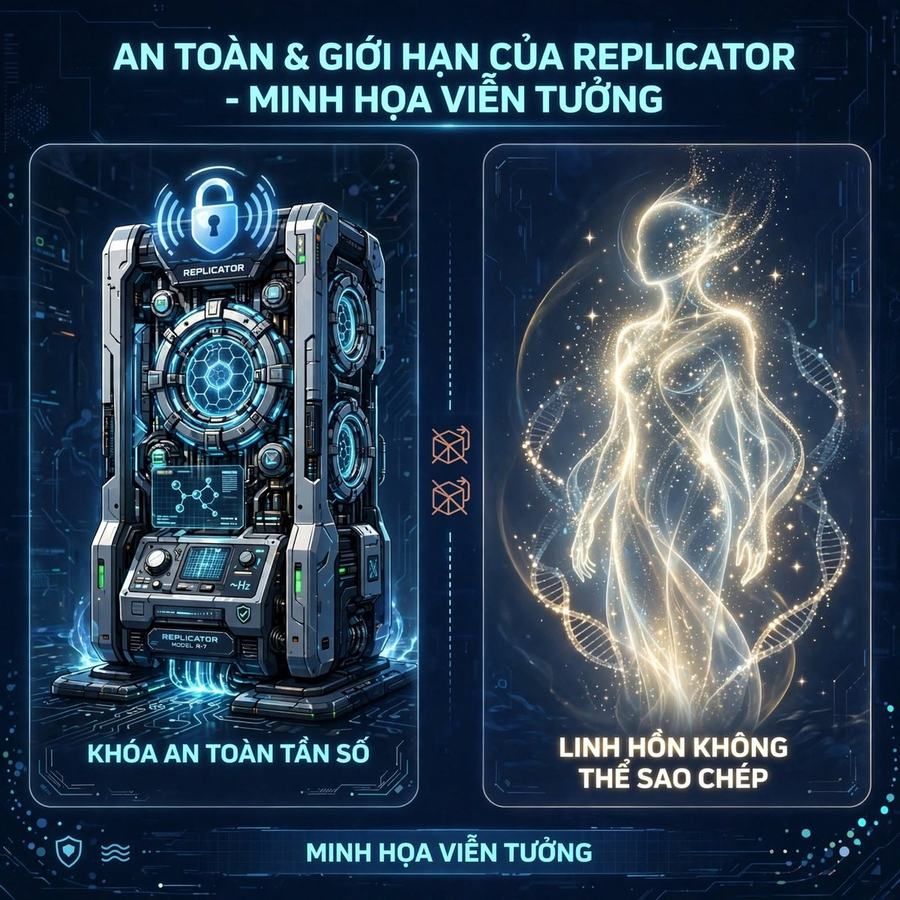 AN TOÀN & GIỚI HẠN CỦA REPLICATOR
- MINH HỌA VIỄN TƯỞNG
REPLICATOR
~Hz
REPLICATOR
MODEL R-7
KHÓA AN TOÀN TẦN SỐ
LINH HỒN KHÔNG
THỂ SAO CHÉP
MINH HỌA VIỄN TƯỞNG